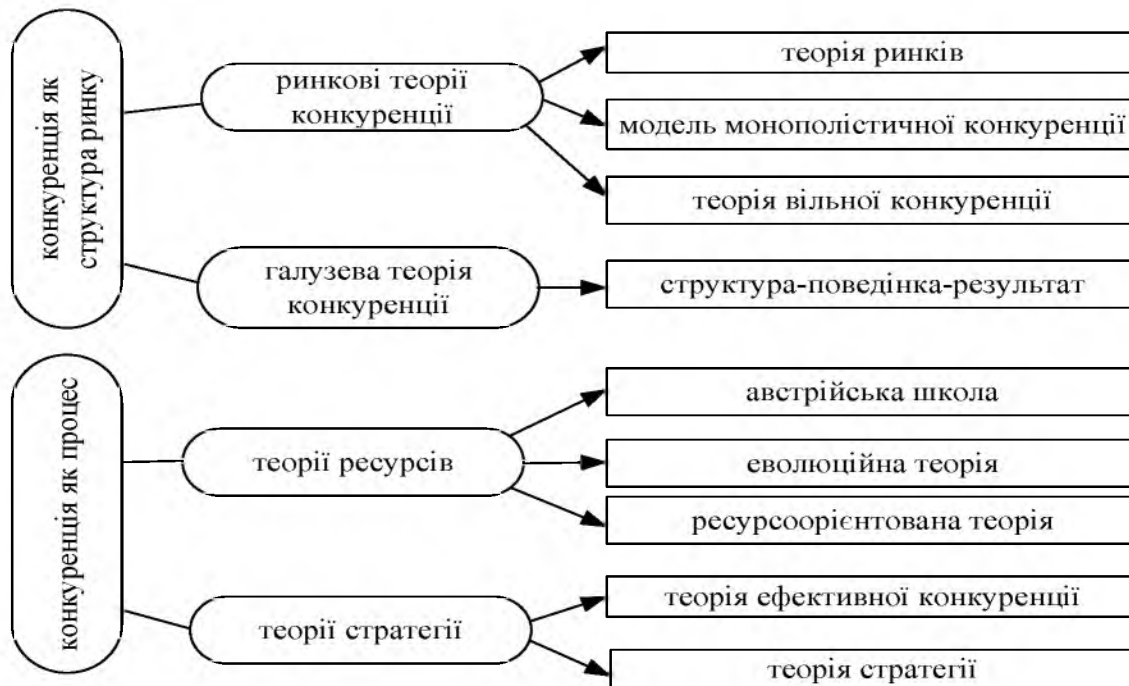 конкуренція як
структура ринку
ринкові теорії
конкуренції
теорія ринків
модель монополістичної конкуренції
теорія вільної конкуренції
галузева теорія
конкуренції
структура-поведінка-результат
конкуренція як процес
теорії ресурсів
австрійська школа
еволюційна теорія
ресурсоорієнтована теорія
теорії стратегії
теорія ефективної конкуренції
теорія стратегії